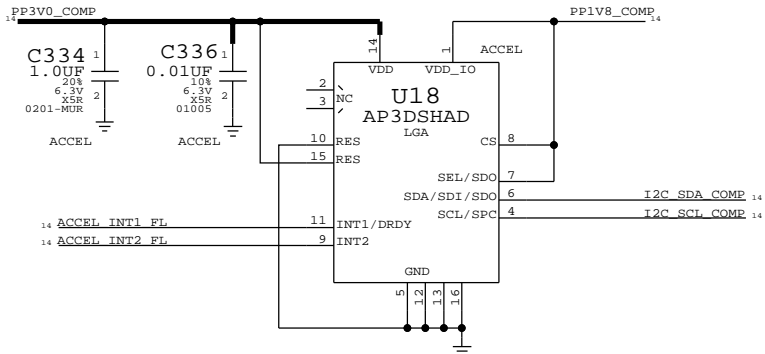 PP3V0_COMP
14
PP1V8_COMP
14
C334
1
1.0UF
20%
6.3V
X5R
0201-MUR
2
ACCEL
C336
1
0.01UF
10%
6.3V
X5R
01005
2
ACCEL
14
1
ACCEL
VDD
VDD_IO
2
NC
3
U18
AP3DSHAD
LGA
10
RES
15
RES
CS
8
SEL/SDO
7
SDA/SDI/SDO
6
I2C_SDA_COMP
14
SCL/SPC
4
I2C_SCL_COMP
14
14
ACCEL_INT1_FL
11
INT1/DRDY
14
ACCEL_INT2_FL
9
INT2
GND
5
12
13
16